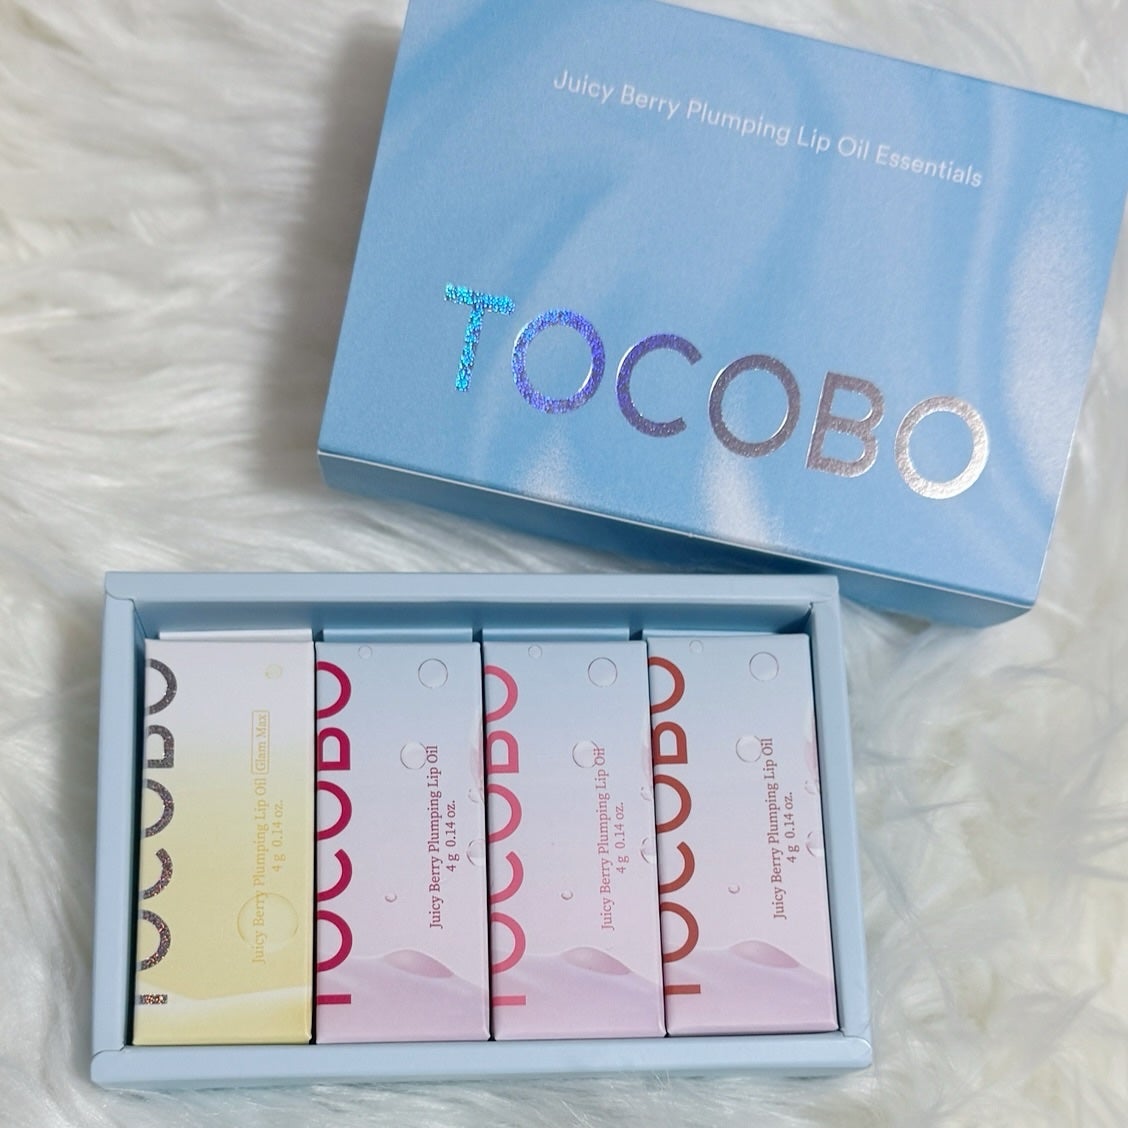 Juicy Berry Plumping Lip Oil Essentials
TOCOBO
TOCOBO
Juicy Berry Plumping Lip Oil Glam Max
4 g 0.14 oz.
TOCOBO
Juicy Berry Plumping Lip Oil
4 g 0.14 oz.
TOCOBO
Juicy Berry Plumping Lip Oil
4 g 0.14 oz.
TOCOBO
Juicy Berry Plumping Lip Oil
4 g 0.14 oz.